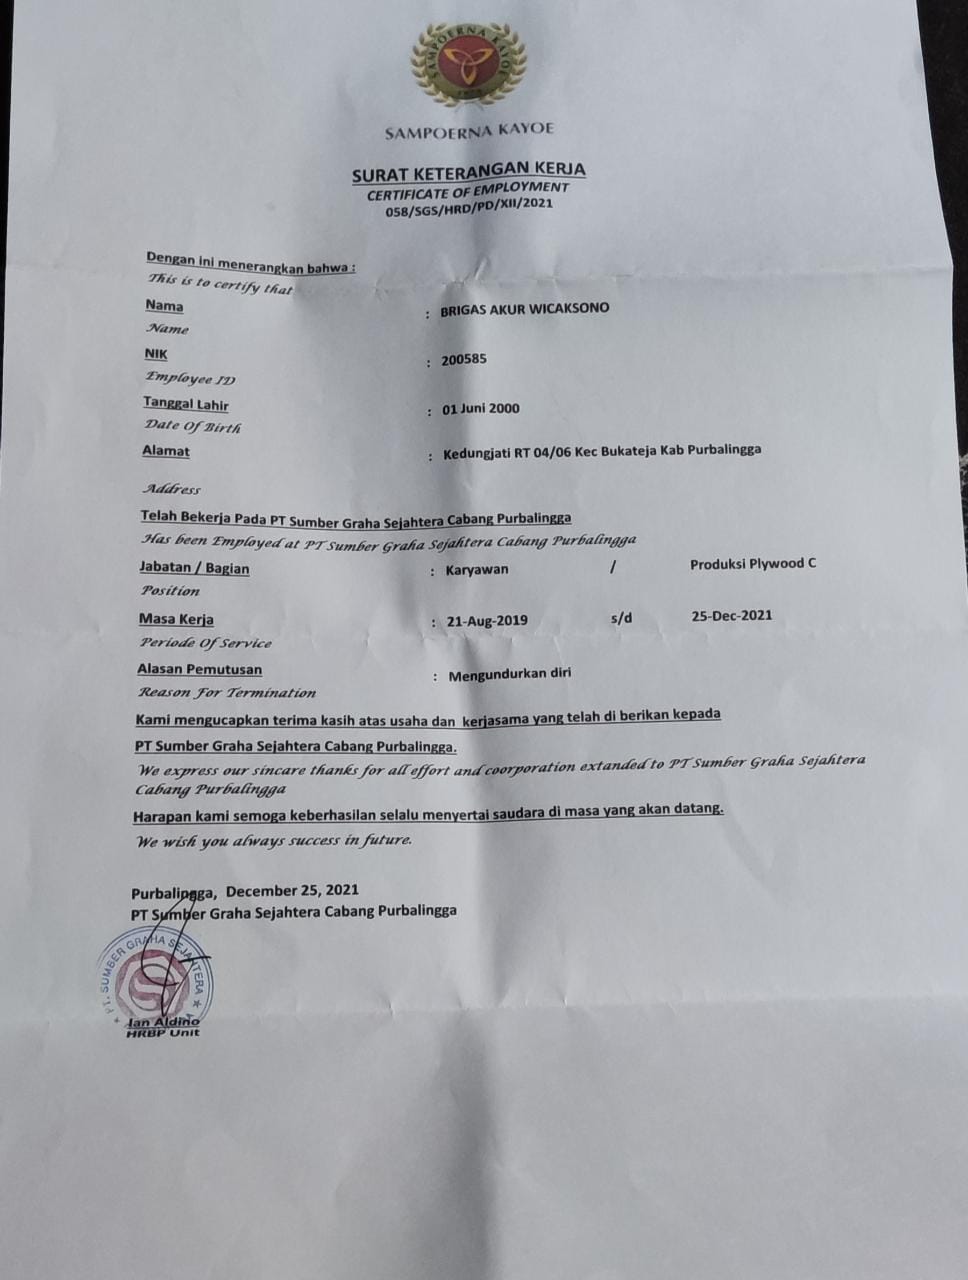 SAMPOERNA KAYOE
SAMPOERNA KAYOE
SURAT KETERANGAN KERJA
CERTIFICATE OF EMPLOYMENT
058/SGS/HRD/PD/XII/2021
Dengan ini menerangkan bahwa :
This is to certify that
Nama : BRIGAS AKUR WICAKSONO
Name
NIK : 200585
Employee ID
Tanggal Lahir : 01 Juni 2000
Date Of Birth
Alamat : Kedungjati RT 04/06 Kec Bukateja Kab Purbalingga
Address
Telah Bekerja Pada PT Sumber Graha Sejahtera Cabang Purbalingga
Has been Employed at PT Sumber Graha Sejahtera Cabang Purbalingga
Jabatan / Bagian : Karyawan / Produksi Plywood C
Position
Masa Kerja : 21-Aug-2019 s/d 25-Dec-2021
Periode Of Service
Alasan Pemutusan : Mengundurkan diri
Reason For Termination
Kami mengucapkan terima kasih atas usaha dan kerjasama yang telah di berikan kepada
PT Sumber Graha Sejahtera Cabang Purbalingga.
We express our sincare thanks for all effort and coorporation extanded to PT Sumber Graha Sejahtera
Cabang Purbalingga
Harapan kami semoga keberhasilan selalu menyertai saudara di masa yang akan datang.
We wish you always success in future.
Purbalingga, December 25, 2021
PT Sumber Graha Sejahtera Cabang Purbalingga
PT. SUMBER GRAHA SEJAHTERA
Ian Aldino
HRBP Unit